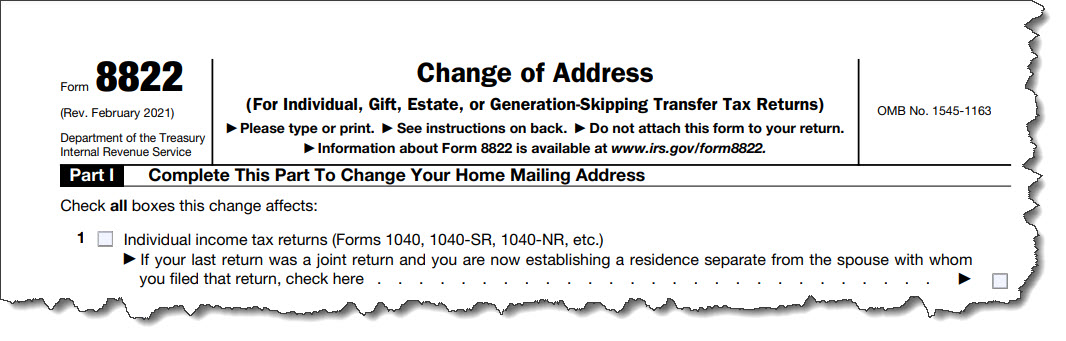 Form 8822
(Rev. February 2021)
Department of the Treasury
Internal Revenue Service
Change of Address
(For Individual, Gift, Estate, or Generation-Skipping Transfer Tax Returns)
▶ Please type or print. ▶ See instructions on back. ▶ Do not attach this form to your return.
▶ Information about Form 8822 is available at www.irs.gov/form8822.
OMB No. 1545-1163
Part I Complete This Part To Change Your Home Mailing Address
Check all boxes this change affects:
1 ☐ Individual income tax returns (Forms 1040, 1040-SR, 1040-NR, etc.)
▶ If your last return was a joint return and you are now establishing a residence separate from the spouse with whom
you filed that return, check here . . . . . . . . . . . . . . . . . . . . . ▶ ☐